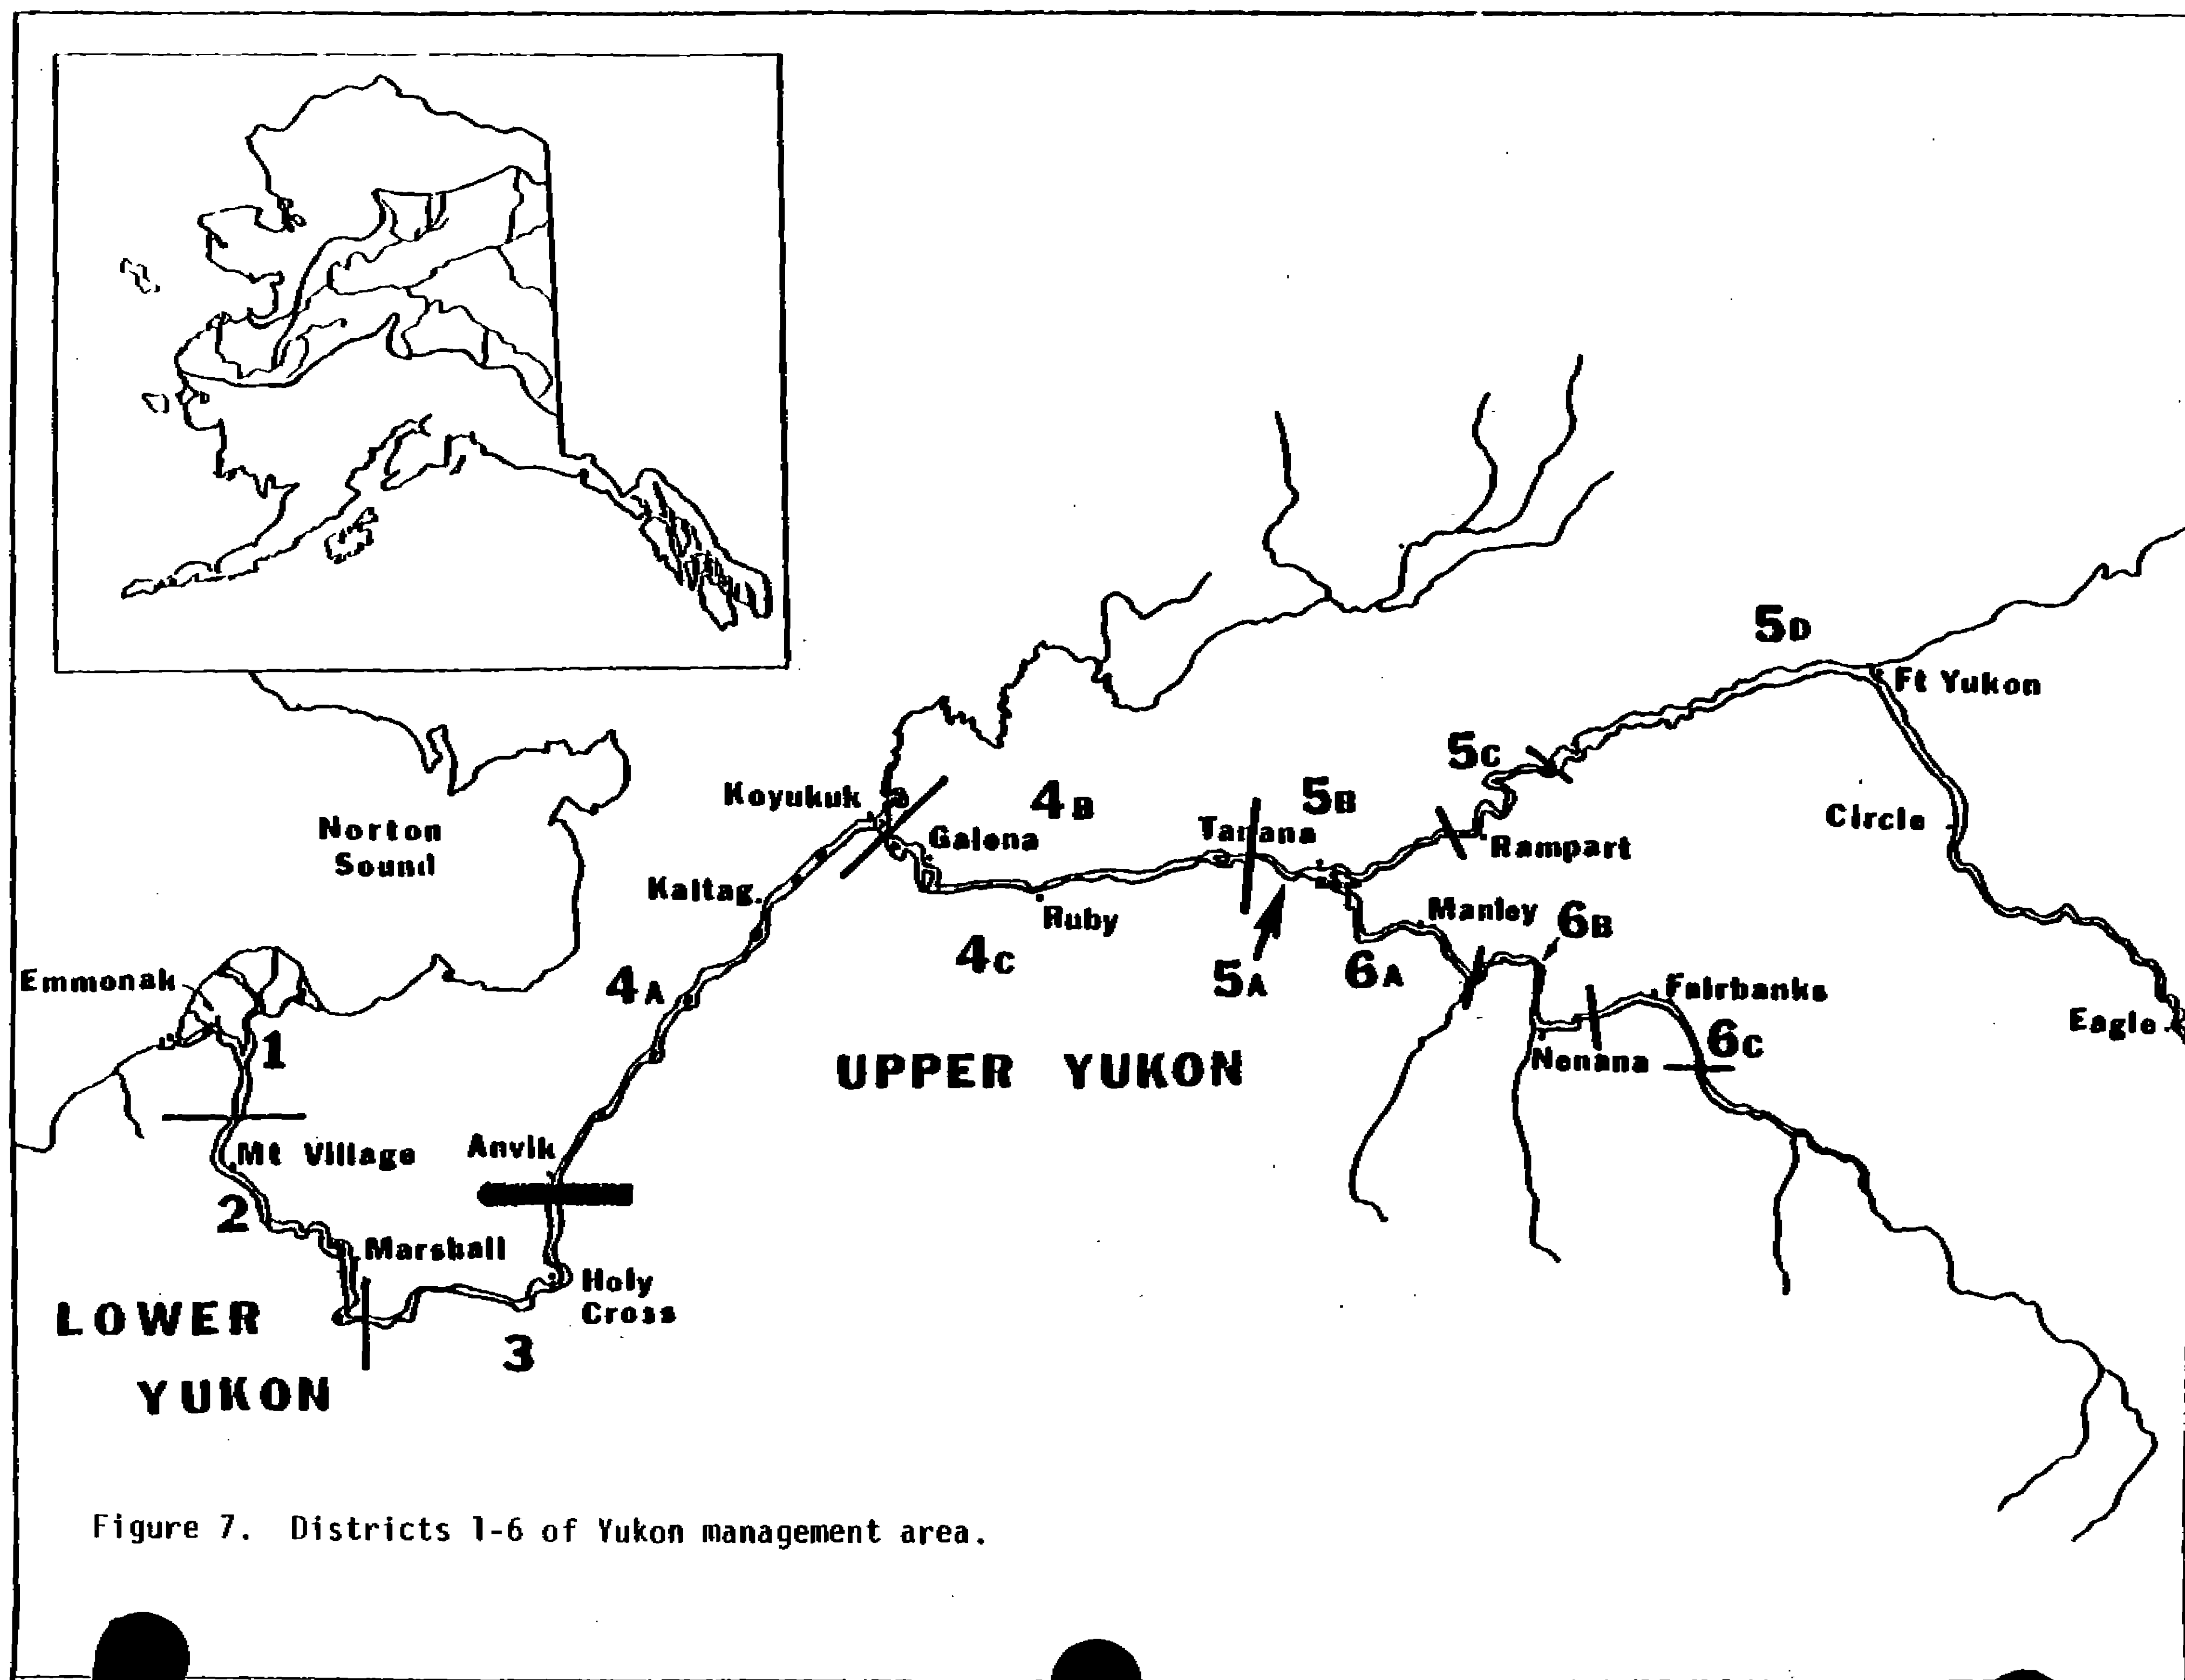 5D
Ft Yukon
5C
Koyukuk
4B
5B
Norton
Sound
Galena
Tanana
Rampart
Circle
Kaltag
Ruby
Manley
6B
4C
Emmonak
4A
5A
6A
Fairbanks
Eagle
1
6C
Nenana
UPPER YUKON
Mt Village
Anvik
2
Marshall
Holy
Cross
LOWER
YUKON
3
Figure 7. Districts 1-6 of Yukon management area.